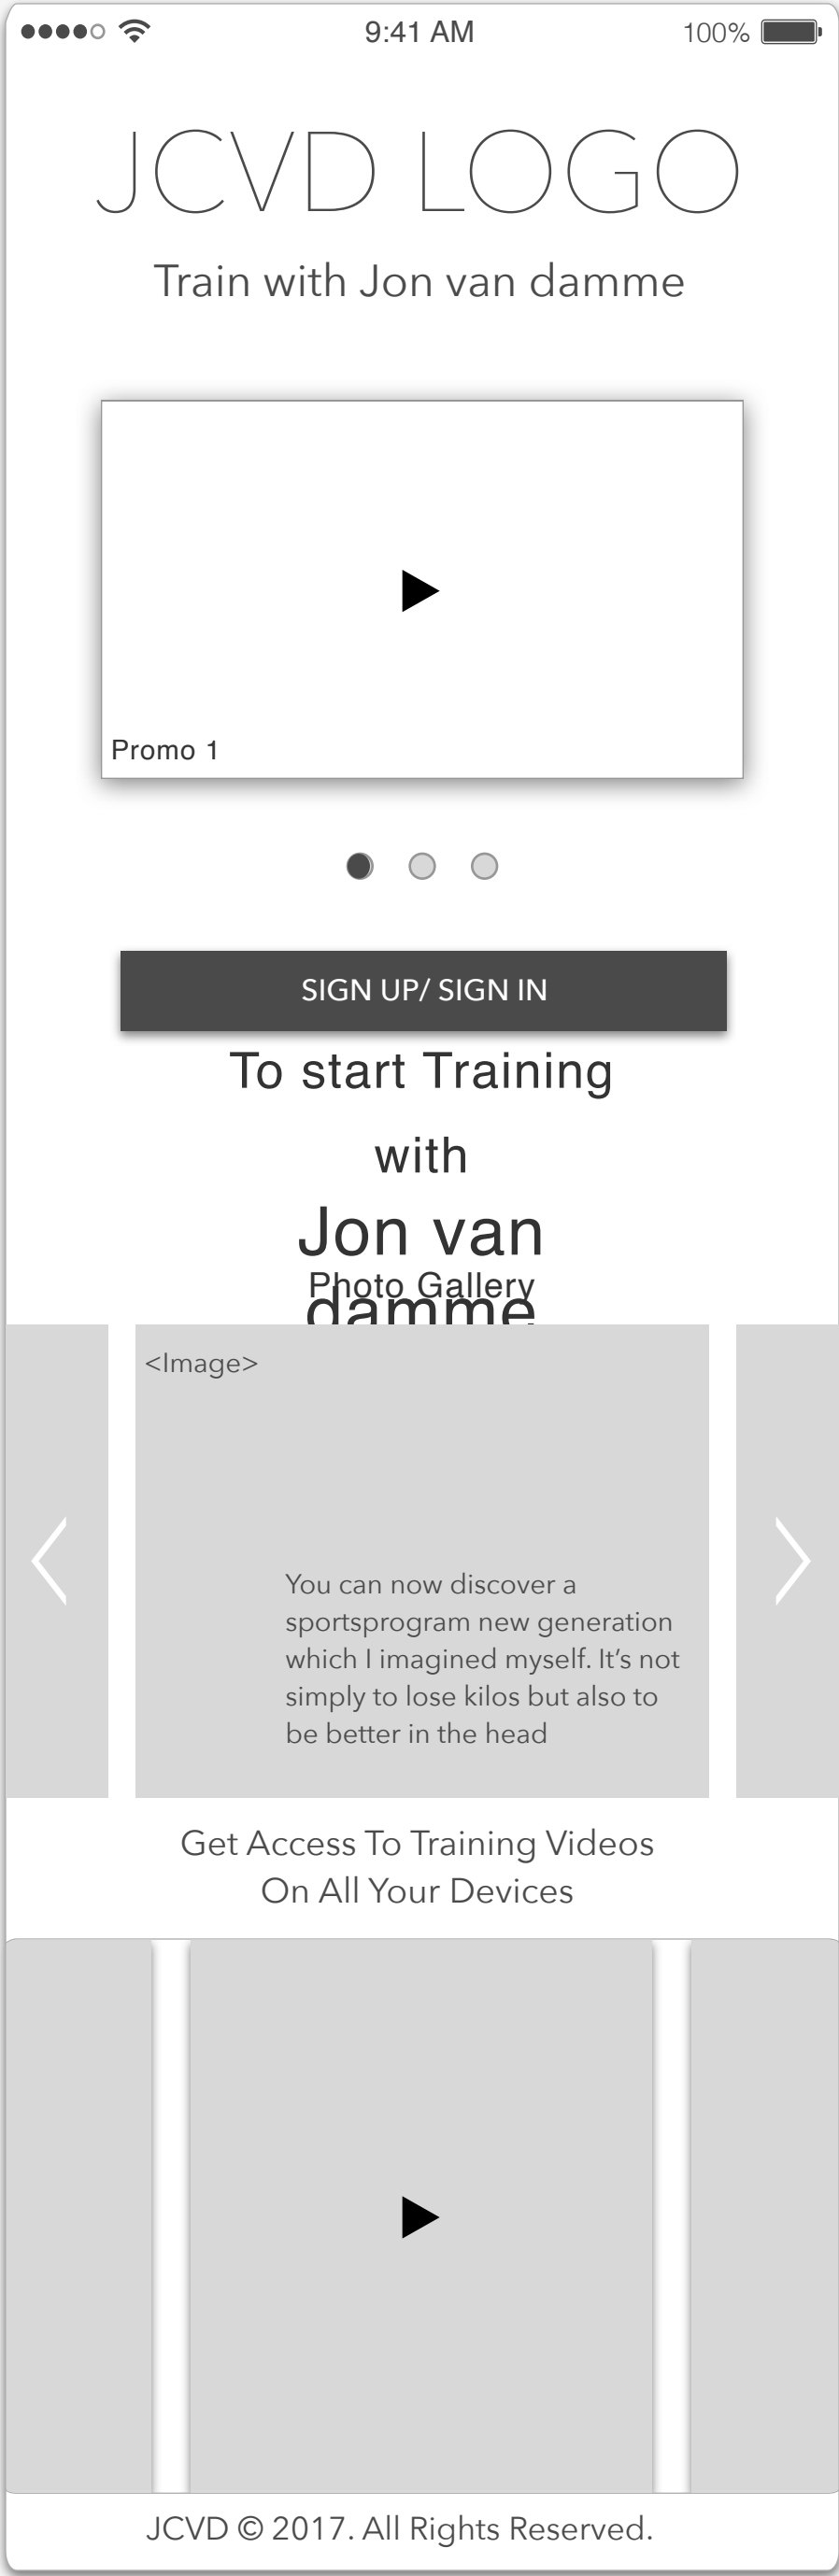 9:41 AM
100%
JCVD LOGO
Train with Jon van damme
Promo 1
SIGN UP/ SIGN IN
To start Training
with
Jon van
Photo Gallery
damme
<Image>
You can now discover a
sportsprogram new generation
which I imagined myself. It’s not
simply to lose kilos but also to
be better in the head
Get Access To Training Videos
On All Your Devices
JCVD © 2017. All Rights Reserved.